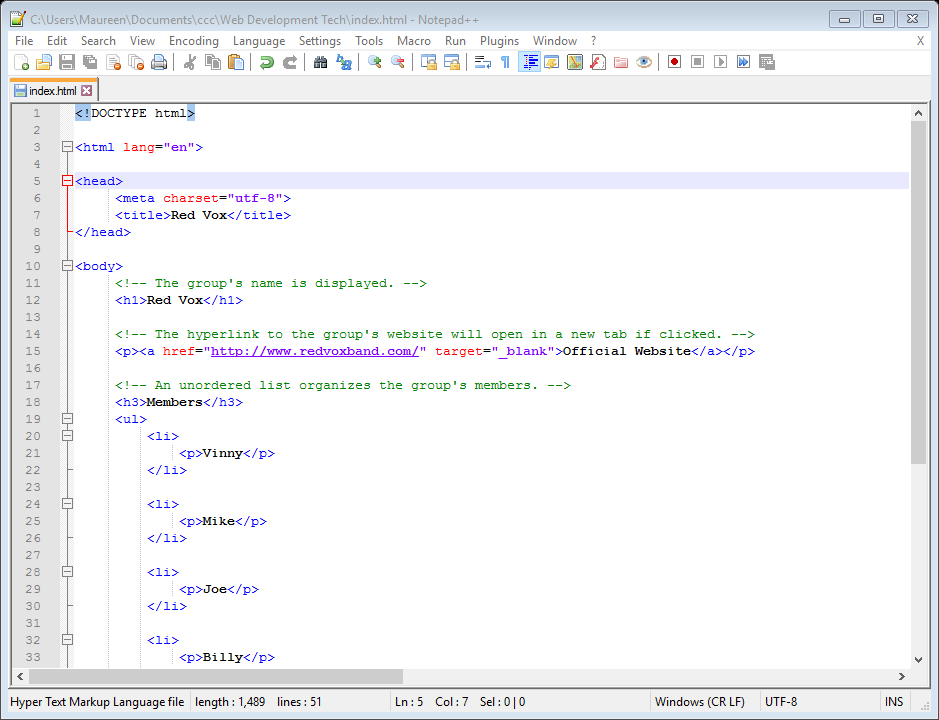 C:\Users\Maureen\Documents\ccc\Web Development Tech\index.html - Notepad++
File Edit Search View Encoding Language Settings Tools Macro Run Plugins Window ? X
index.html
1 <!DOCTYPE html>
2
3 <html lang="en">
4
5 <head>
6 <meta charset="utf-8">
7 <title>Red Vox</title>
8 </head>
9
10 <body>
11 <!-- The group's name is displayed. -->
12 <h1>Red Vox</h1>
13
14 <!-- The hyperlink to the group's website will open in a new tab if clicked. -->
15 <p><a href="http://www.redvoxband.com/" target="_blank">Official Website</a></p>
16
17 <!-- An unordered list organizes the group's members. -->
18 <h3>Members</h3>
19 <ul>
20 <li>
21 <p>Vinny</p>
22 </li>
23
24 <li>
25 <p>Mike</p>
26 </li>
27
28 <li>
29 <p>Joe</p>
30 </li>
31
32 <li>
33 <p>Billy</p>
Hyper Text Markup Language file length : 1,489 lines : 51 Ln : 5 Col : 7 Sel : 0 | 0 Windows (CR LF) UTF-8 INS